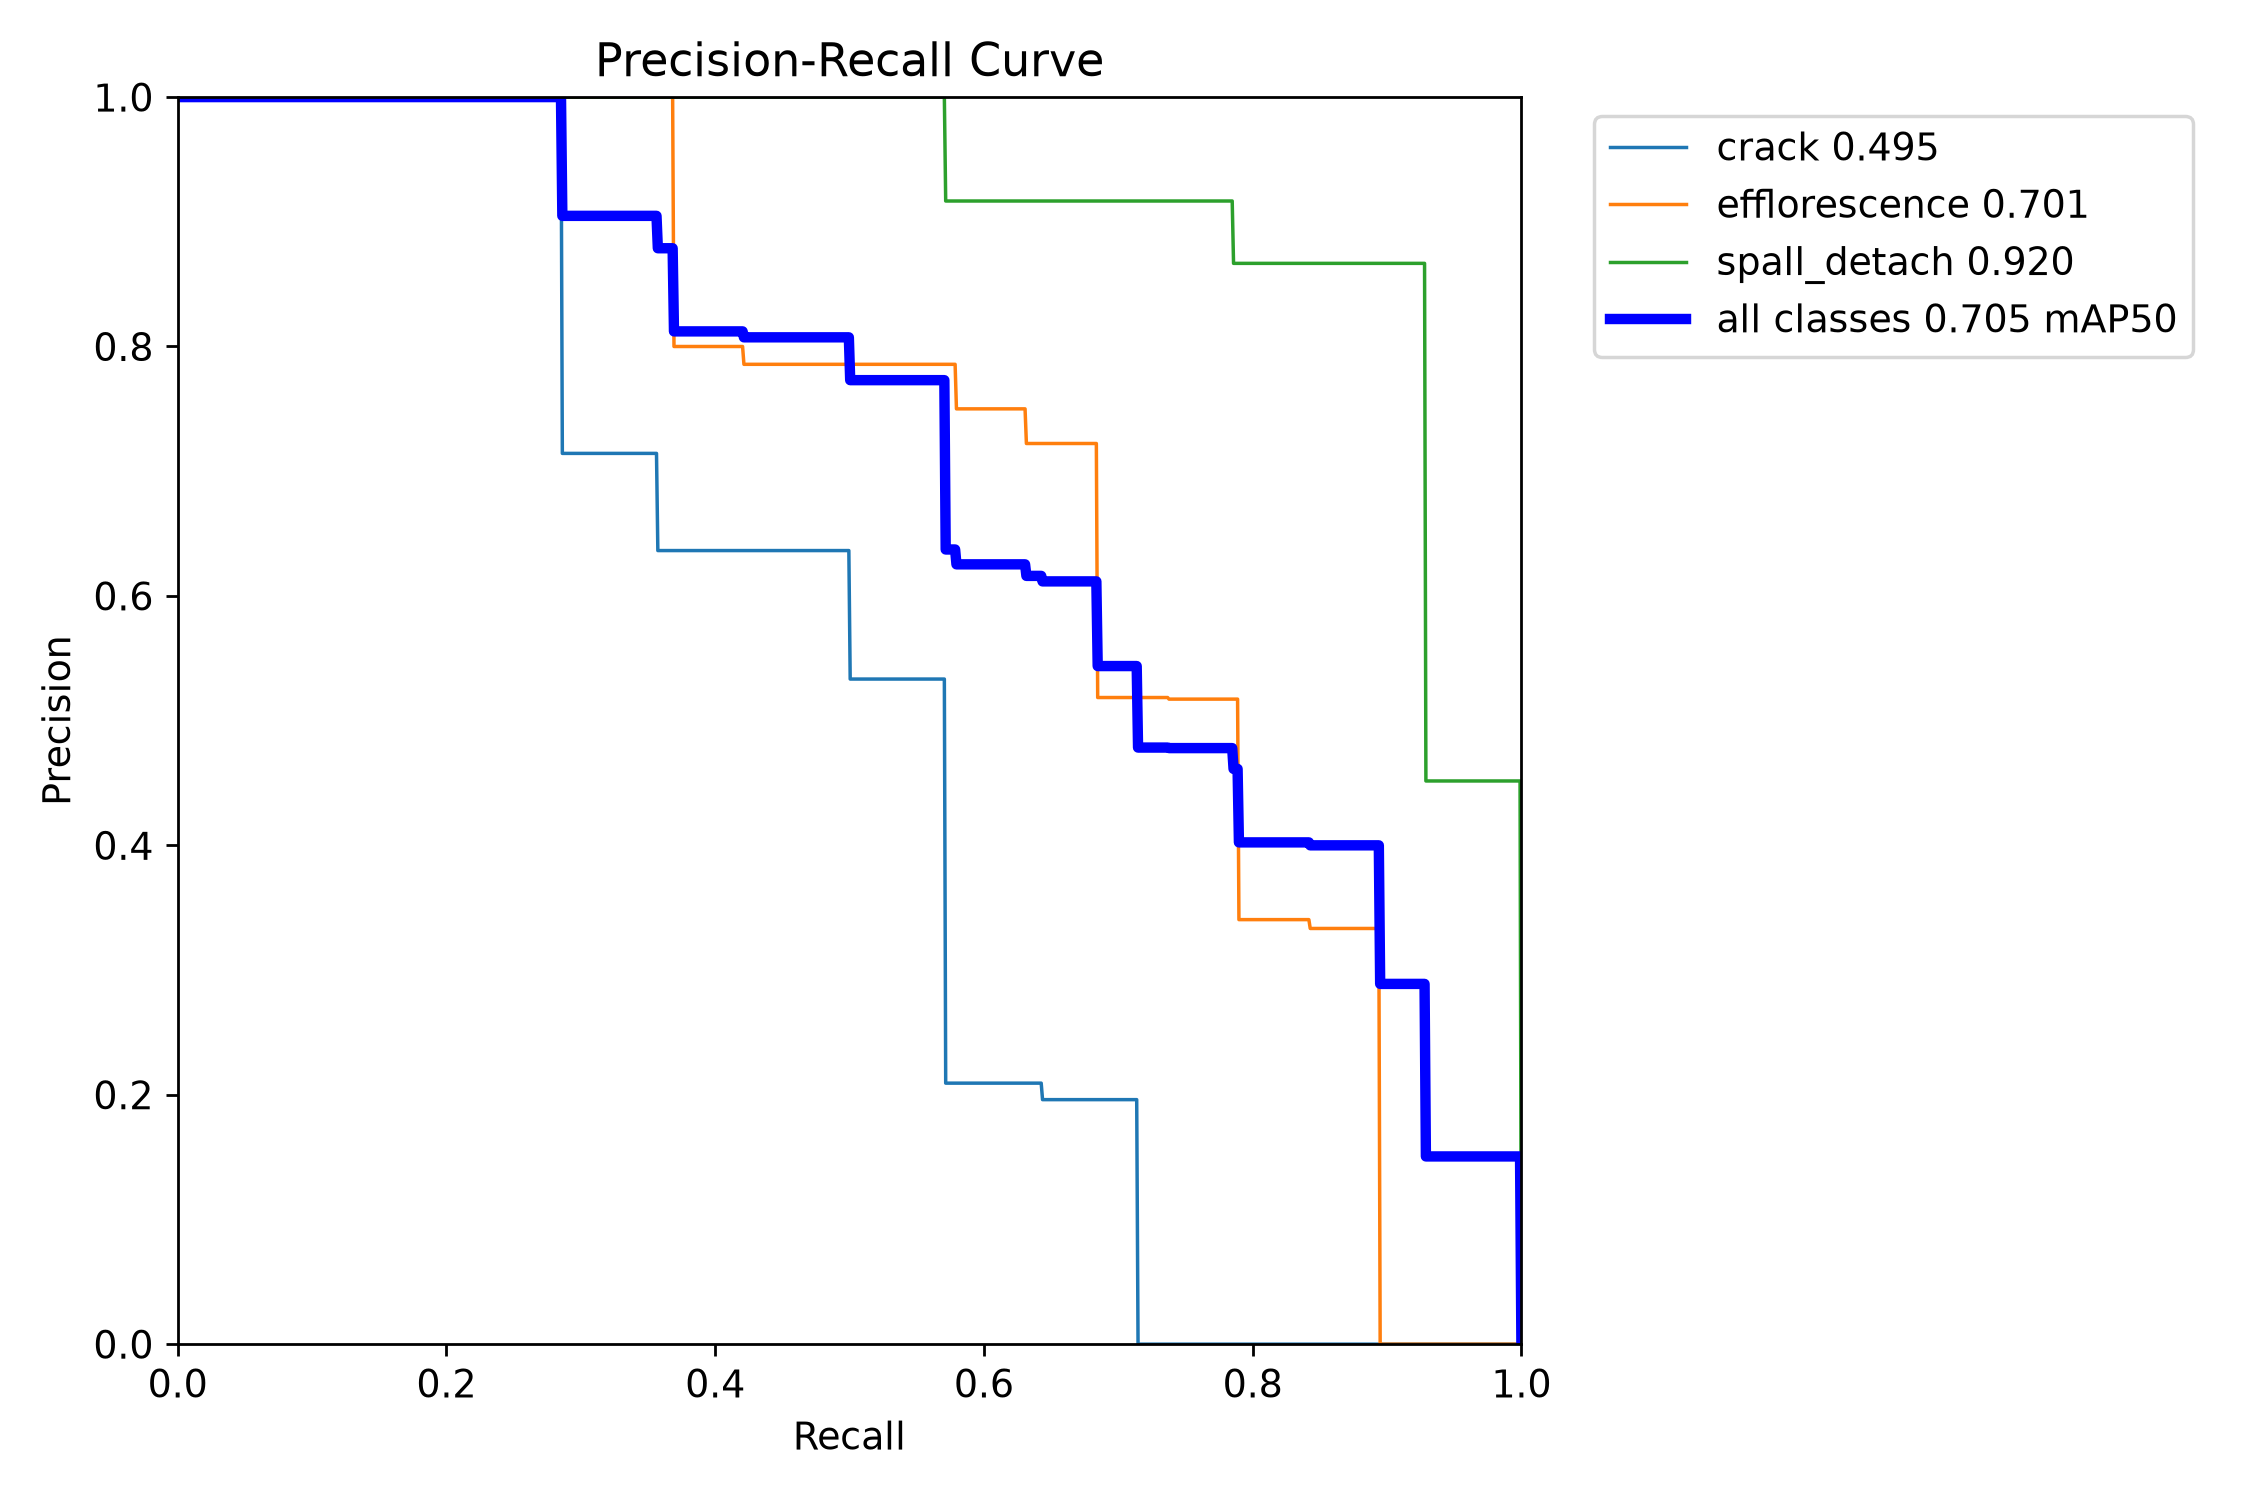 Precision-Recall Curve
1.0
0.8
0.6
0.4
0.2
0.0
Precision
0.0 0.2 0.4 0.6 0.8 1.0
Recall
crack 0.495
efflorescence 0.701
spall_detach 0.920
all classes 0.705 mAP50